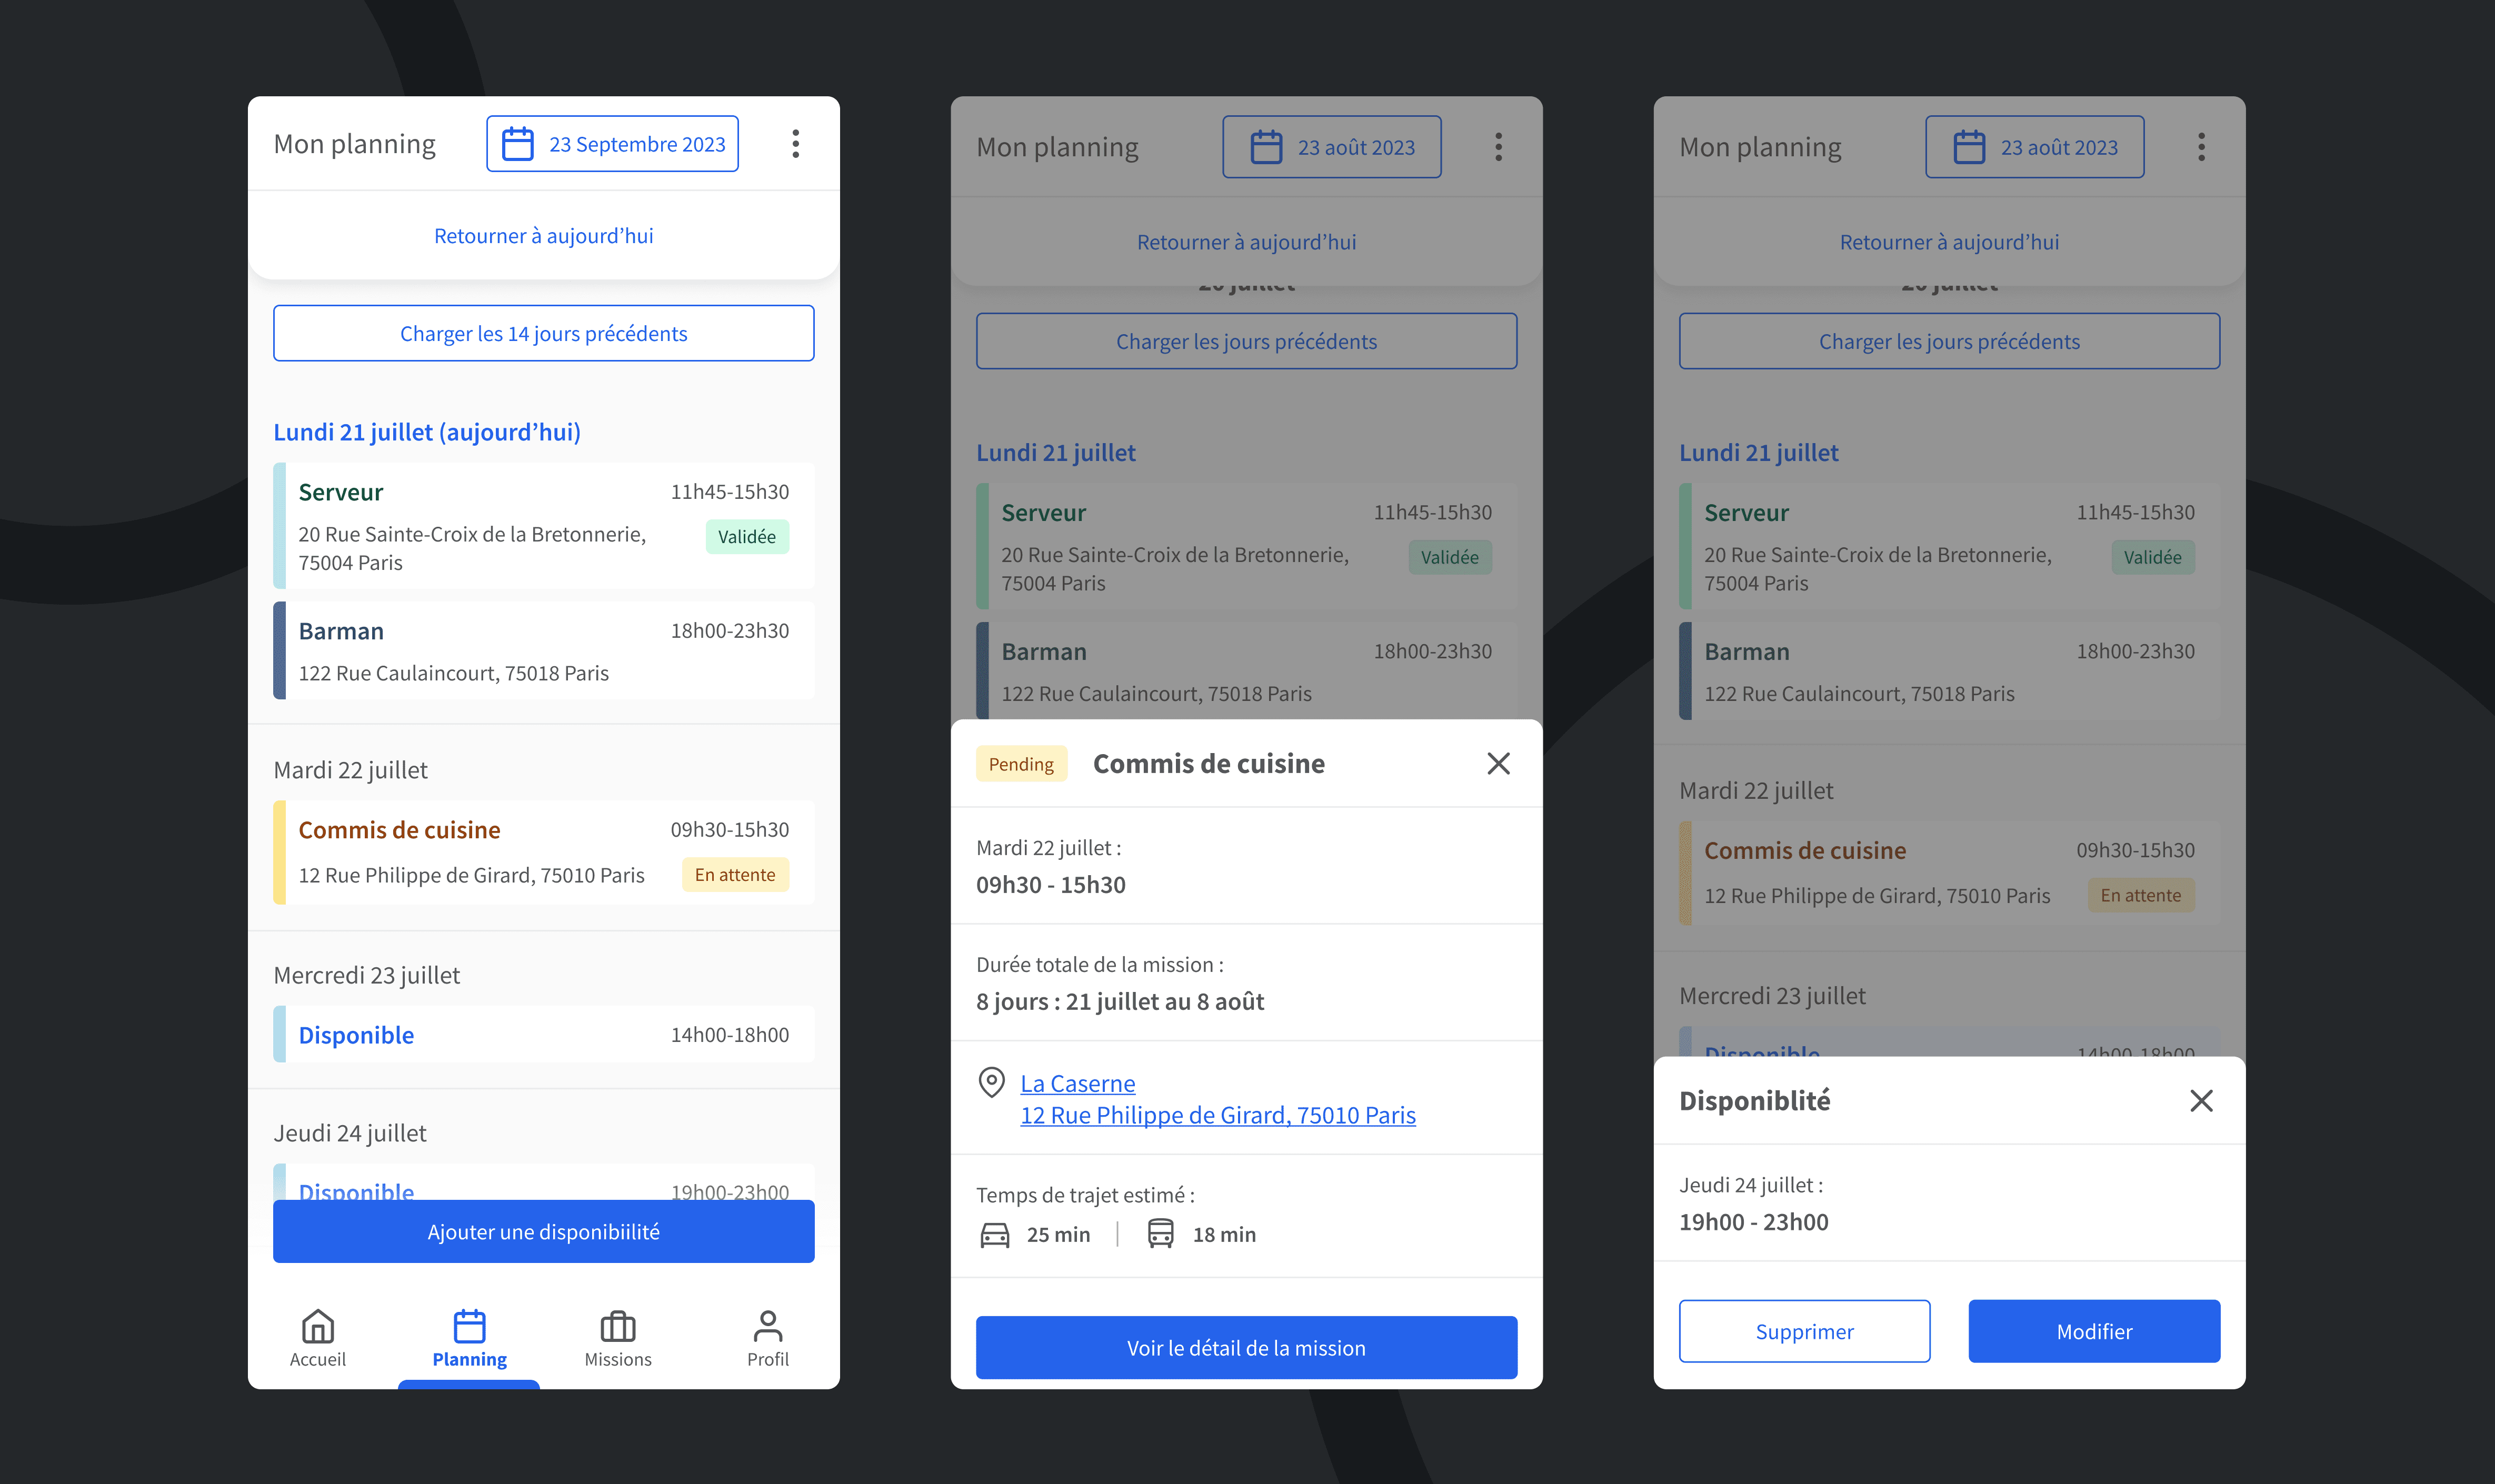 Mon planning
23 Septembre 2023
Retourner à aujourd’hui
Charger les 14 jours précédents
Lundi 21 juillet (aujourd’hui)
Serveur
11h45-15h30
20 Rue Sainte-Croix de la Bretonnerie,
75004 Paris
Validée
Barman
18h00-23h30
122 Rue Caulaincourt, 75018 Paris
Mardi 22 juillet
Commis de cuisine
09h30-15h30
12 Rue Philippe de Girard, 75010 Paris
En attente
Mercredi 23 juillet
Disponible
14h00-18h00
Jeudi 24 juillet
Disponible
19h00-23h00
Ajouter une disponibiilité
Accueil
Planning
Missions
Profil
Mon planning
23 août 2023
Retourner à aujourd’hui
20 juillet
Charger les jours précédents
Lundi 21 juillet
Serveur
11h45-15h30
20 Rue Sainte-Croix de la Bretonnerie,
75004 Paris
Validée
Barman
18h00-23h30
122 Rue Caulaincourt, 75018 Paris
Pending
Commis de cuisine
Mardi 22 juillet :
09h30 - 15h30
Durée totale de la mission :
8 jours : 21 juillet au 8 août
La Caserne
12 Rue Philippe de Girard, 75010 Paris
Temps de trajet estimé :
25 min
18 min
Voir le détail de la mission
Mon planning
23 août 2023
Retourner à aujourd’hui
20 juillet
Charger les jours précédents
Lundi 21 juillet
Serveur
11h45-15h30
20 Rue Sainte-Croix de la Bretonnerie,
75004 Paris
Validée
Barman
18h00-23h30
122 Rue Caulaincourt, 75018 Paris
Mardi 22 juillet
Commis de cuisine
09h30-15h30
12 Rue Philippe de Girard, 75010 Paris
En attente
Mercredi 23 juillet
Disponible
14h00-18h00
Disponiblité
Jeudi 24 juillet :
19h00 - 23h00
Supprimer
Modifier